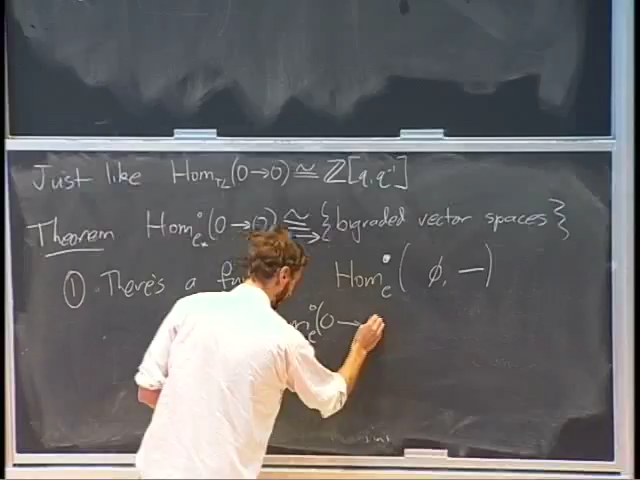 Just like Hom_TL(0→0) ≅ ℤ[q,q⁻¹]
Theorem Hom°_C*(0→0) ≅ {bigraded vector spaces}
① There's a fun Hom•_C(∅, —)
m°_C(0→